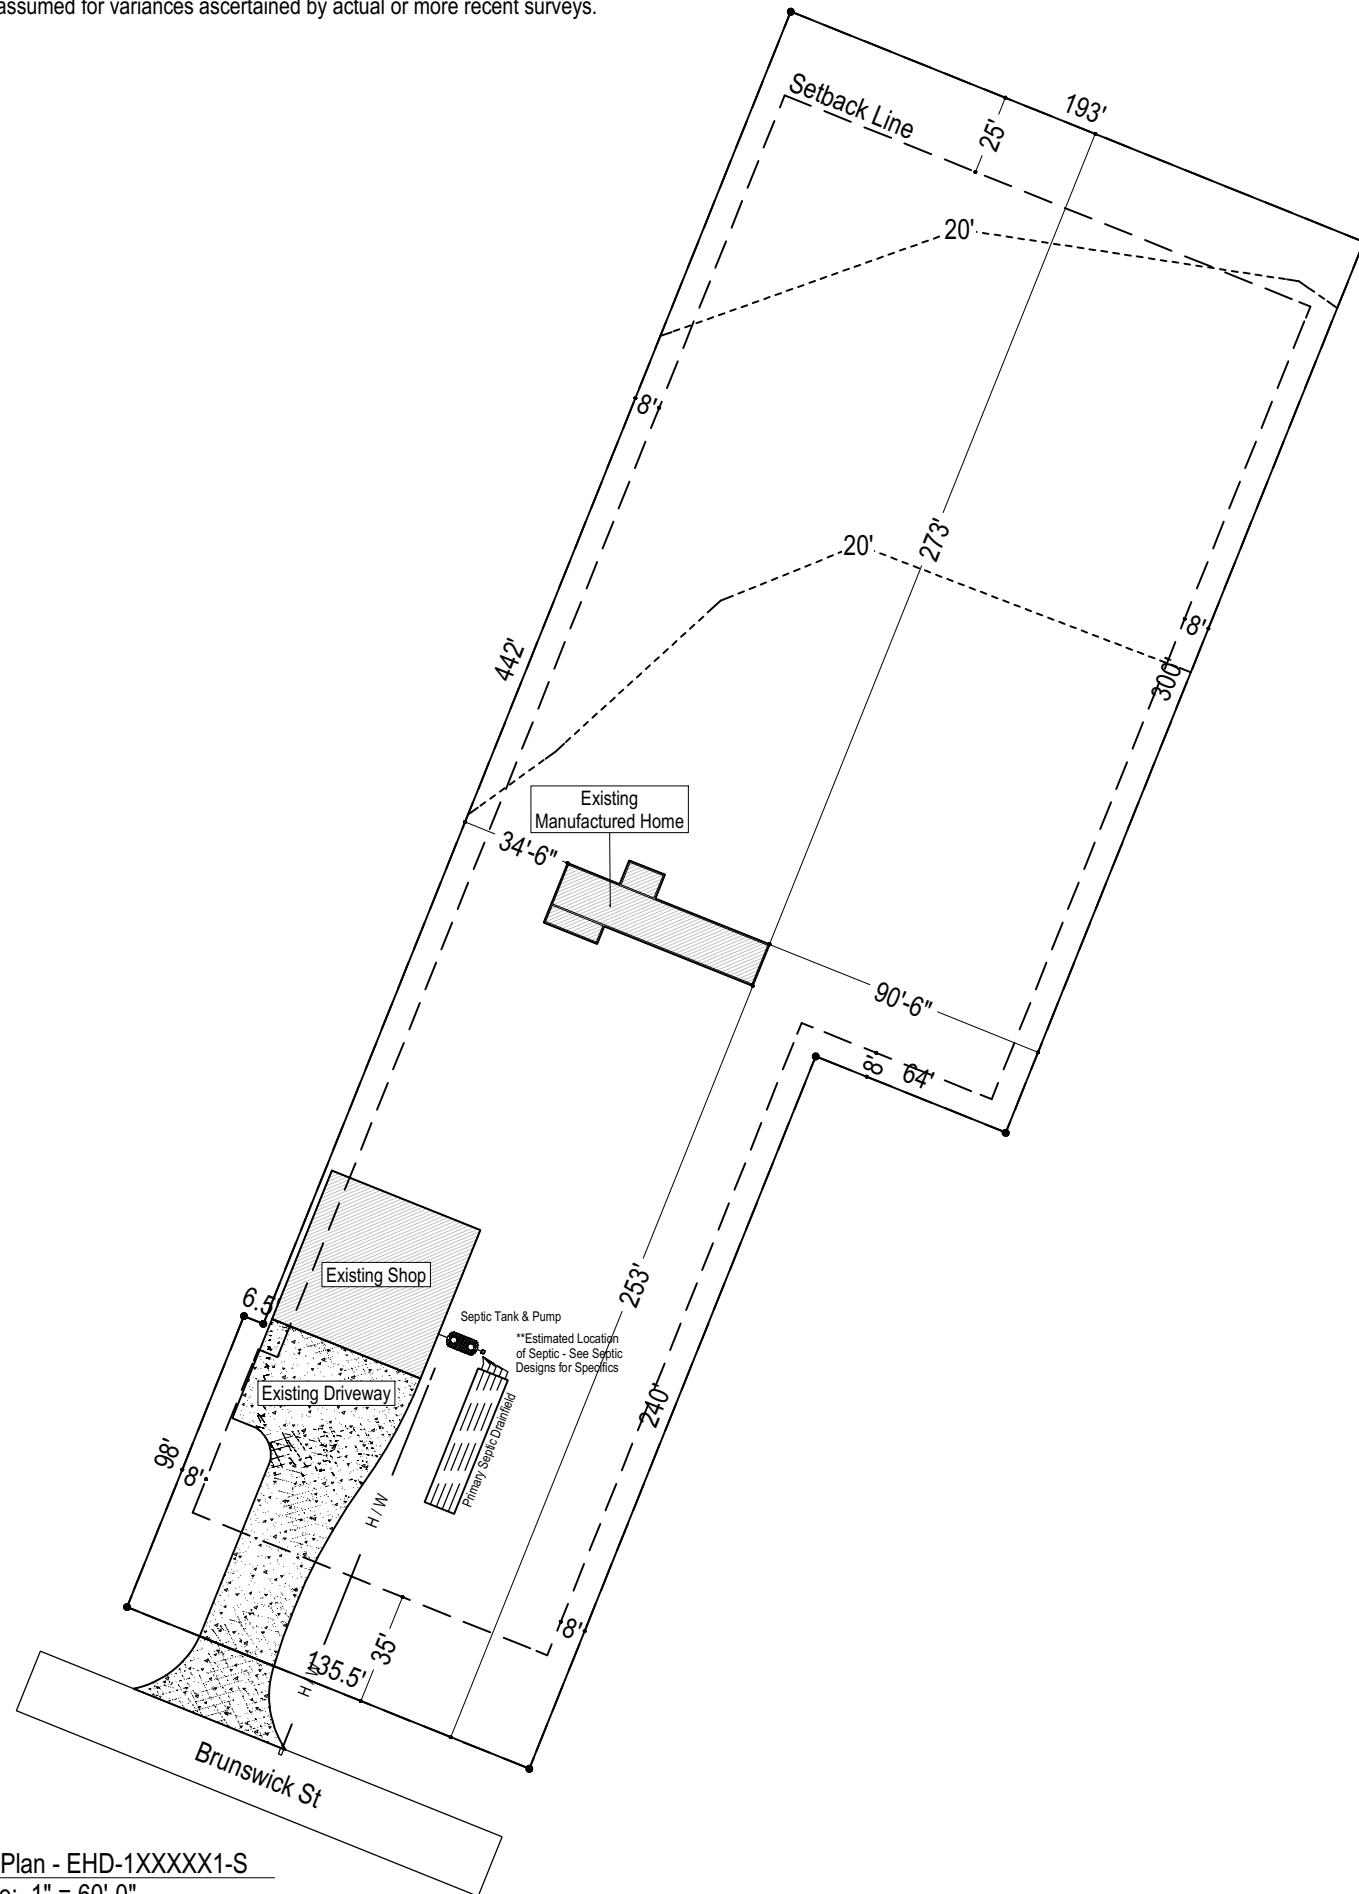 assumed for variances ascertained by actual or more recent surveys.
Setback Line
25'
193'
20'
8'
273'
20'
442'
8'
300'
Existing
Manufactured Home
34'-6"
90'-6"
8'
64'
Existing Shop
253'
6.5'
Septic Tank & Pump
**Estimated Location
of Septic - See Septic
Designs for Specifics
Existing Driveway
240'
Primary Septic Drainfield
98'
8'
H / W
8'
35'
135.5'
H / W
Brunswick St
Plan - EHD-1XXXXX1-S
1" = 60'-0"